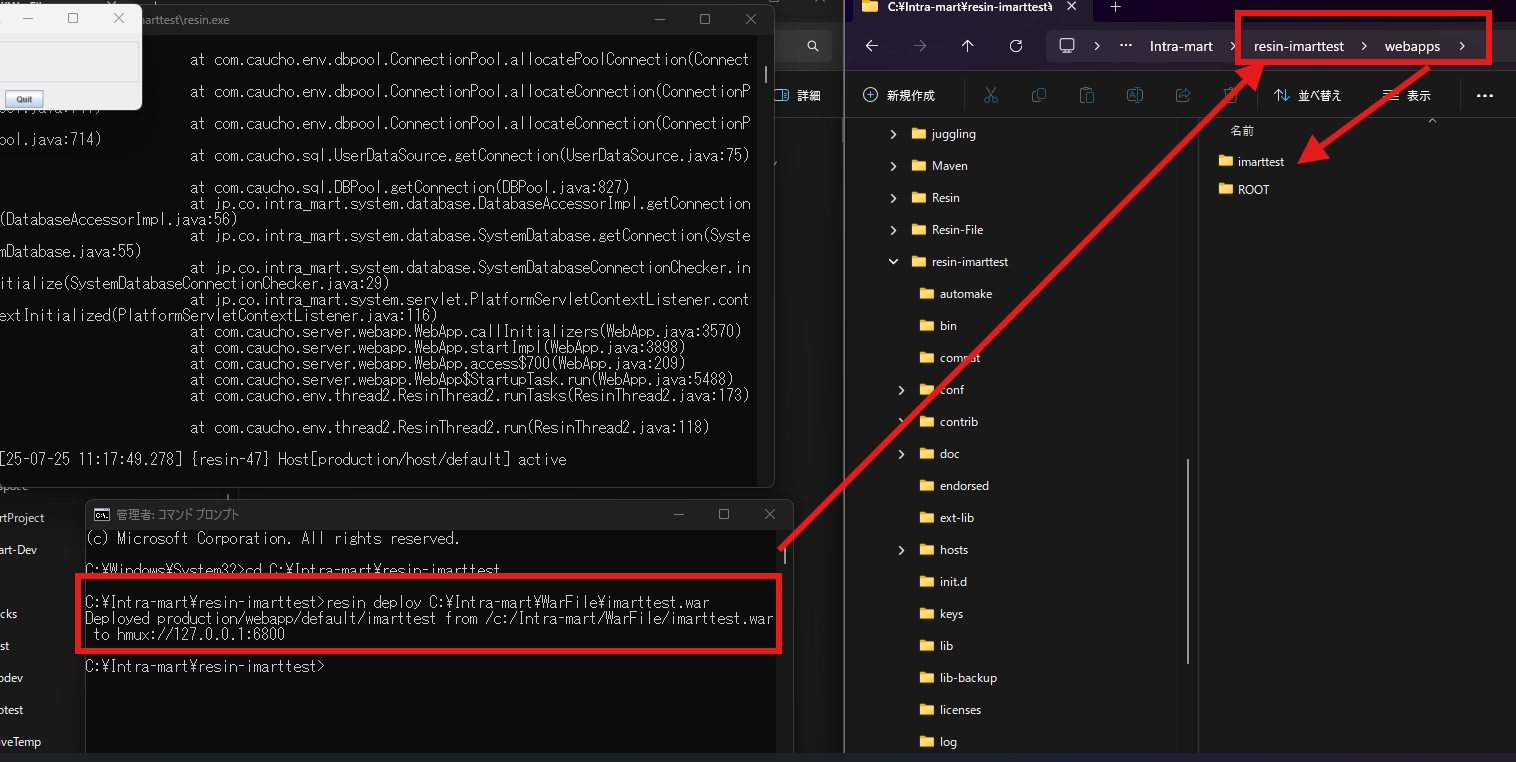 marttest\resin.exe
Quit
at com.caucho.env.dbpool.ConnectionPool.allocatePoolConnection(Connect
at com.caucho.env.dbpool.ConnectionPool.allocateConnection(ConnectionP
at com.caucho.env.dbpool.ConnectionPool.allocateConnection(ConnectionP
ool.java:714)
at com.caucho.sql.UserDataSource.getConnection(UserDataSource.java:75)
at com.caucho.sql.DBPool.getConnection(DBPool.java:827)
at jp.co.intra_mart.system.database.DatabaseAccessorImpl.getConnection
(DatabaseAccessorImpl.java:56)
at jp.co.intra_mart.system.database.SystemDatabase.getConnection(Syste
mDatabase.java:55)
at jp.co.intra_mart.system.database.SystemDatabaseConnectionChecker.in
itialize(SystemDatabaseConnectionChecker.java:29)
at jp.co.intra_mart.system.servlet.PlatformServletContextListener.cont
extInitialized(PlatformServletContextListener.java:116)
at com.caucho.server.webapp.WebApp.callInitializers(WebApp.java:3570)
at com.caucho.server.webapp.WebApp.startImpl(WebApp.java:3898)
at com.caucho.server.webapp.WebApp.access$700(WebApp.java:209)
at com.caucho.server.webapp.WebApp$StartupTask.run(WebApp.java:5488)
at com.caucho.env.thread2.ResinThread2.runTasks(ResinThread2.java:173)
at com.caucho.env.thread2.ResinThread2.run(ResinThread2.java:118)
[25-07-25 11:17:49.278] {resin-47} Host[production/host/default] active
rtProject
art-Dev
cks
st
odev
otest
iveTemp
管理者: コマンド プロンプト
(c) Microsoft Corporation. All rights reserved.
C:¥Windows¥System32>cd C:¥Intra-mart¥resin-imarttest
C:¥Intra-mart¥resin-imarttest>resin deploy C:¥Intra-mart¥WarFile¥imarttest.war
Deployed production/webapp/default/imarttest from /c:/Intra-mart/WarFile/imarttest.war
to hmux://127.0.0.1:6800
C:¥Intra-mart¥resin-imarttest>
詳細
C:¥Intra-mart¥resin-imarttest¥
Intra-mart > resin-imarttest > webapps >
新規作成
並べ替え
表示
juggling
Maven
Resin
Resin-File
resin-imarttest
automake
bin
compat
conf
contrib
doc
endorsed
ext-lib
hosts
init.d
keys
lib
lib-backup
licenses
log
名前
imarttest
ROOT